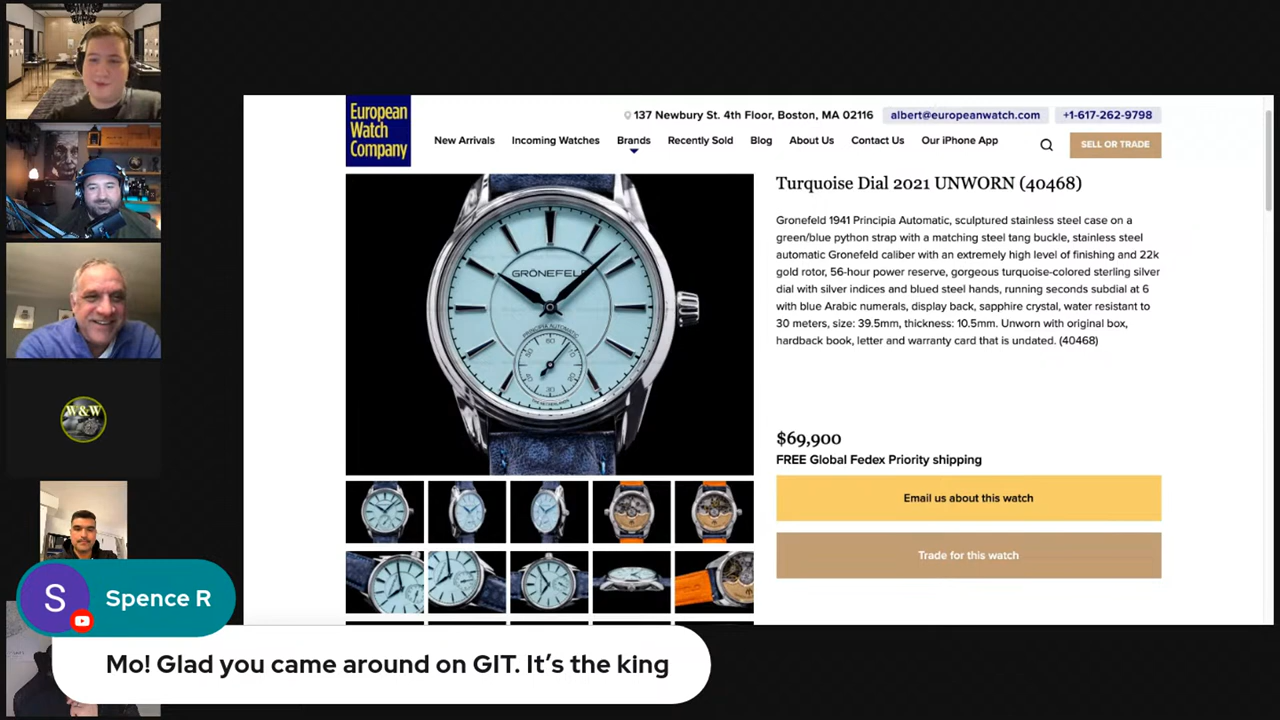 European
Watch
Company
137 Newbury St. 4th Floor, Boston, MA 02116
albert@europeanwatch.com
+1-617-262-9798
New Arrivals
Incoming Watches
Brands
Recently Sold
Blog
About Us
Contact Us
Our iPhone App
SELL OR TRADE
Turquoise Dial 2021 UNWORN (40468)
Gronefeld 1941 Principia Automatic, sculptured stainless steel case on a
green/blue python strap with a matching steel tang buckle, stainless steel
automatic Gronefeld caliber with an extremely high level of finishing and 22k
gold rotor, 56-hour power reserve, gorgeous turquoise-colored sterling silver
dial with silver indices and blued steel hands, running seconds subdial at 6
with blue Arabic numerals, display back, sapphire crystal, water resistant to
30 meters, size: 39.5mm, thickness: 10.5mm. Unworn with original box,
hardback book, letter and warranty card that is undated. (40468)
GRÖNEFEL
PRINCIPIA AUTOMATIC
60
10
20
30
40
$69,900
FREE Global Fedex Priority shipping
Email us about this watch
Trade for this watch
W&W
S
Spence R
Mo! Glad you came around on GIT. It's the king